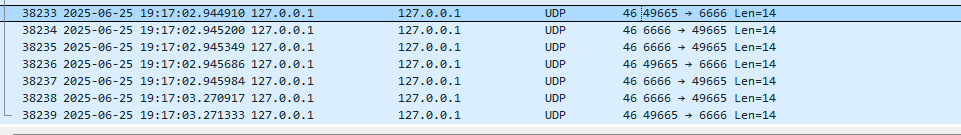 38233 2025-06-25 19:17:02.944910 127.0.0.1 127.0.0.1 UDP 46 49665 → 6666 Len=14
38234 2025-06-25 19:17:02.945200 127.0.0.1 127.0.0.1 UDP 46 6666 → 49665 Len=14
38235 2025-06-25 19:17:02.945349 127.0.0.1 127.0.0.1 UDP 46 6666 → 49665 Len=14
38236 2025-06-25 19:17:02.945686 127.0.0.1 127.0.0.1 UDP 46 49665 → 6666 Len=14
38237 2025-06-25 19:17:02.945984 127.0.0.1 127.0.0.1 UDP 46 6666 → 49665 Len=14
38238 2025-06-25 19:17:03.270917 127.0.0.1 127.0.0.1 UDP 46 6666 → 49665 Len=14
38239 2025-06-25 19:17:03.271333 127.0.0.1 127.0.0.1 UDP 46 6666 → 49665 Len=14